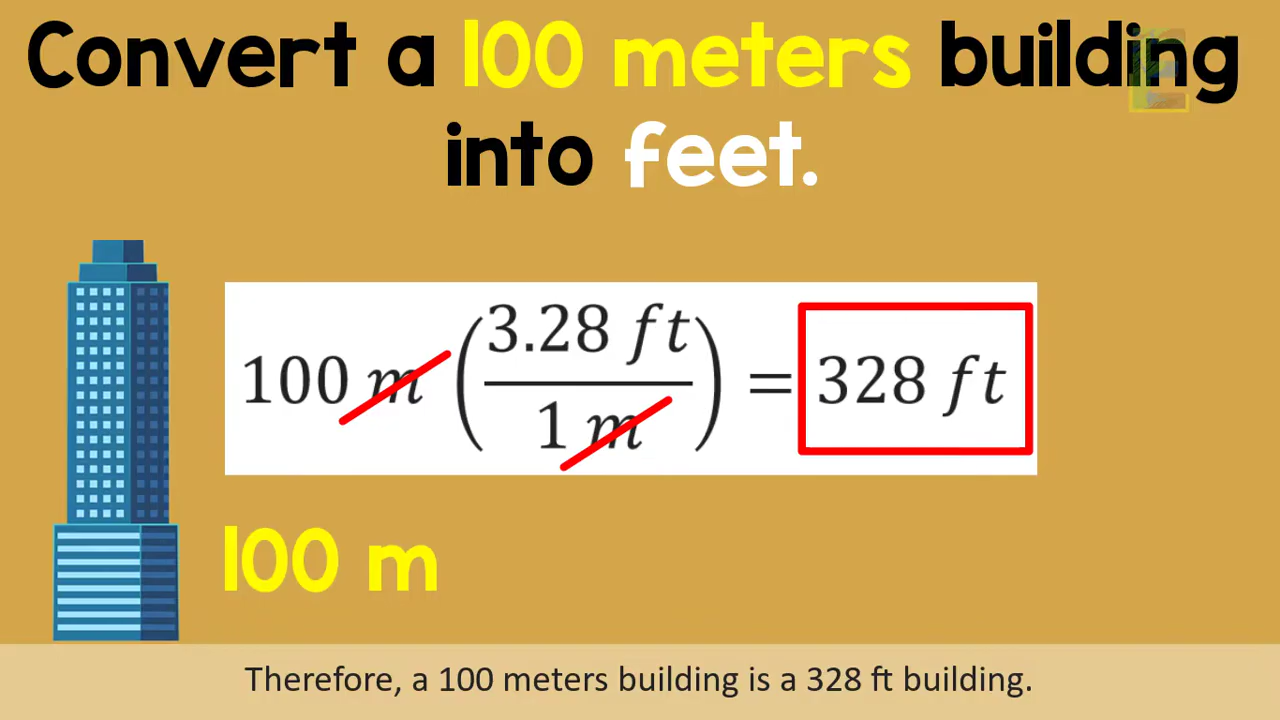 Convert a 100 meters building
into feet.
100 m (3.28 ft / 1 m) = 328 ft
100 m
Therefore, a 100 meters building is a 328 ft building.